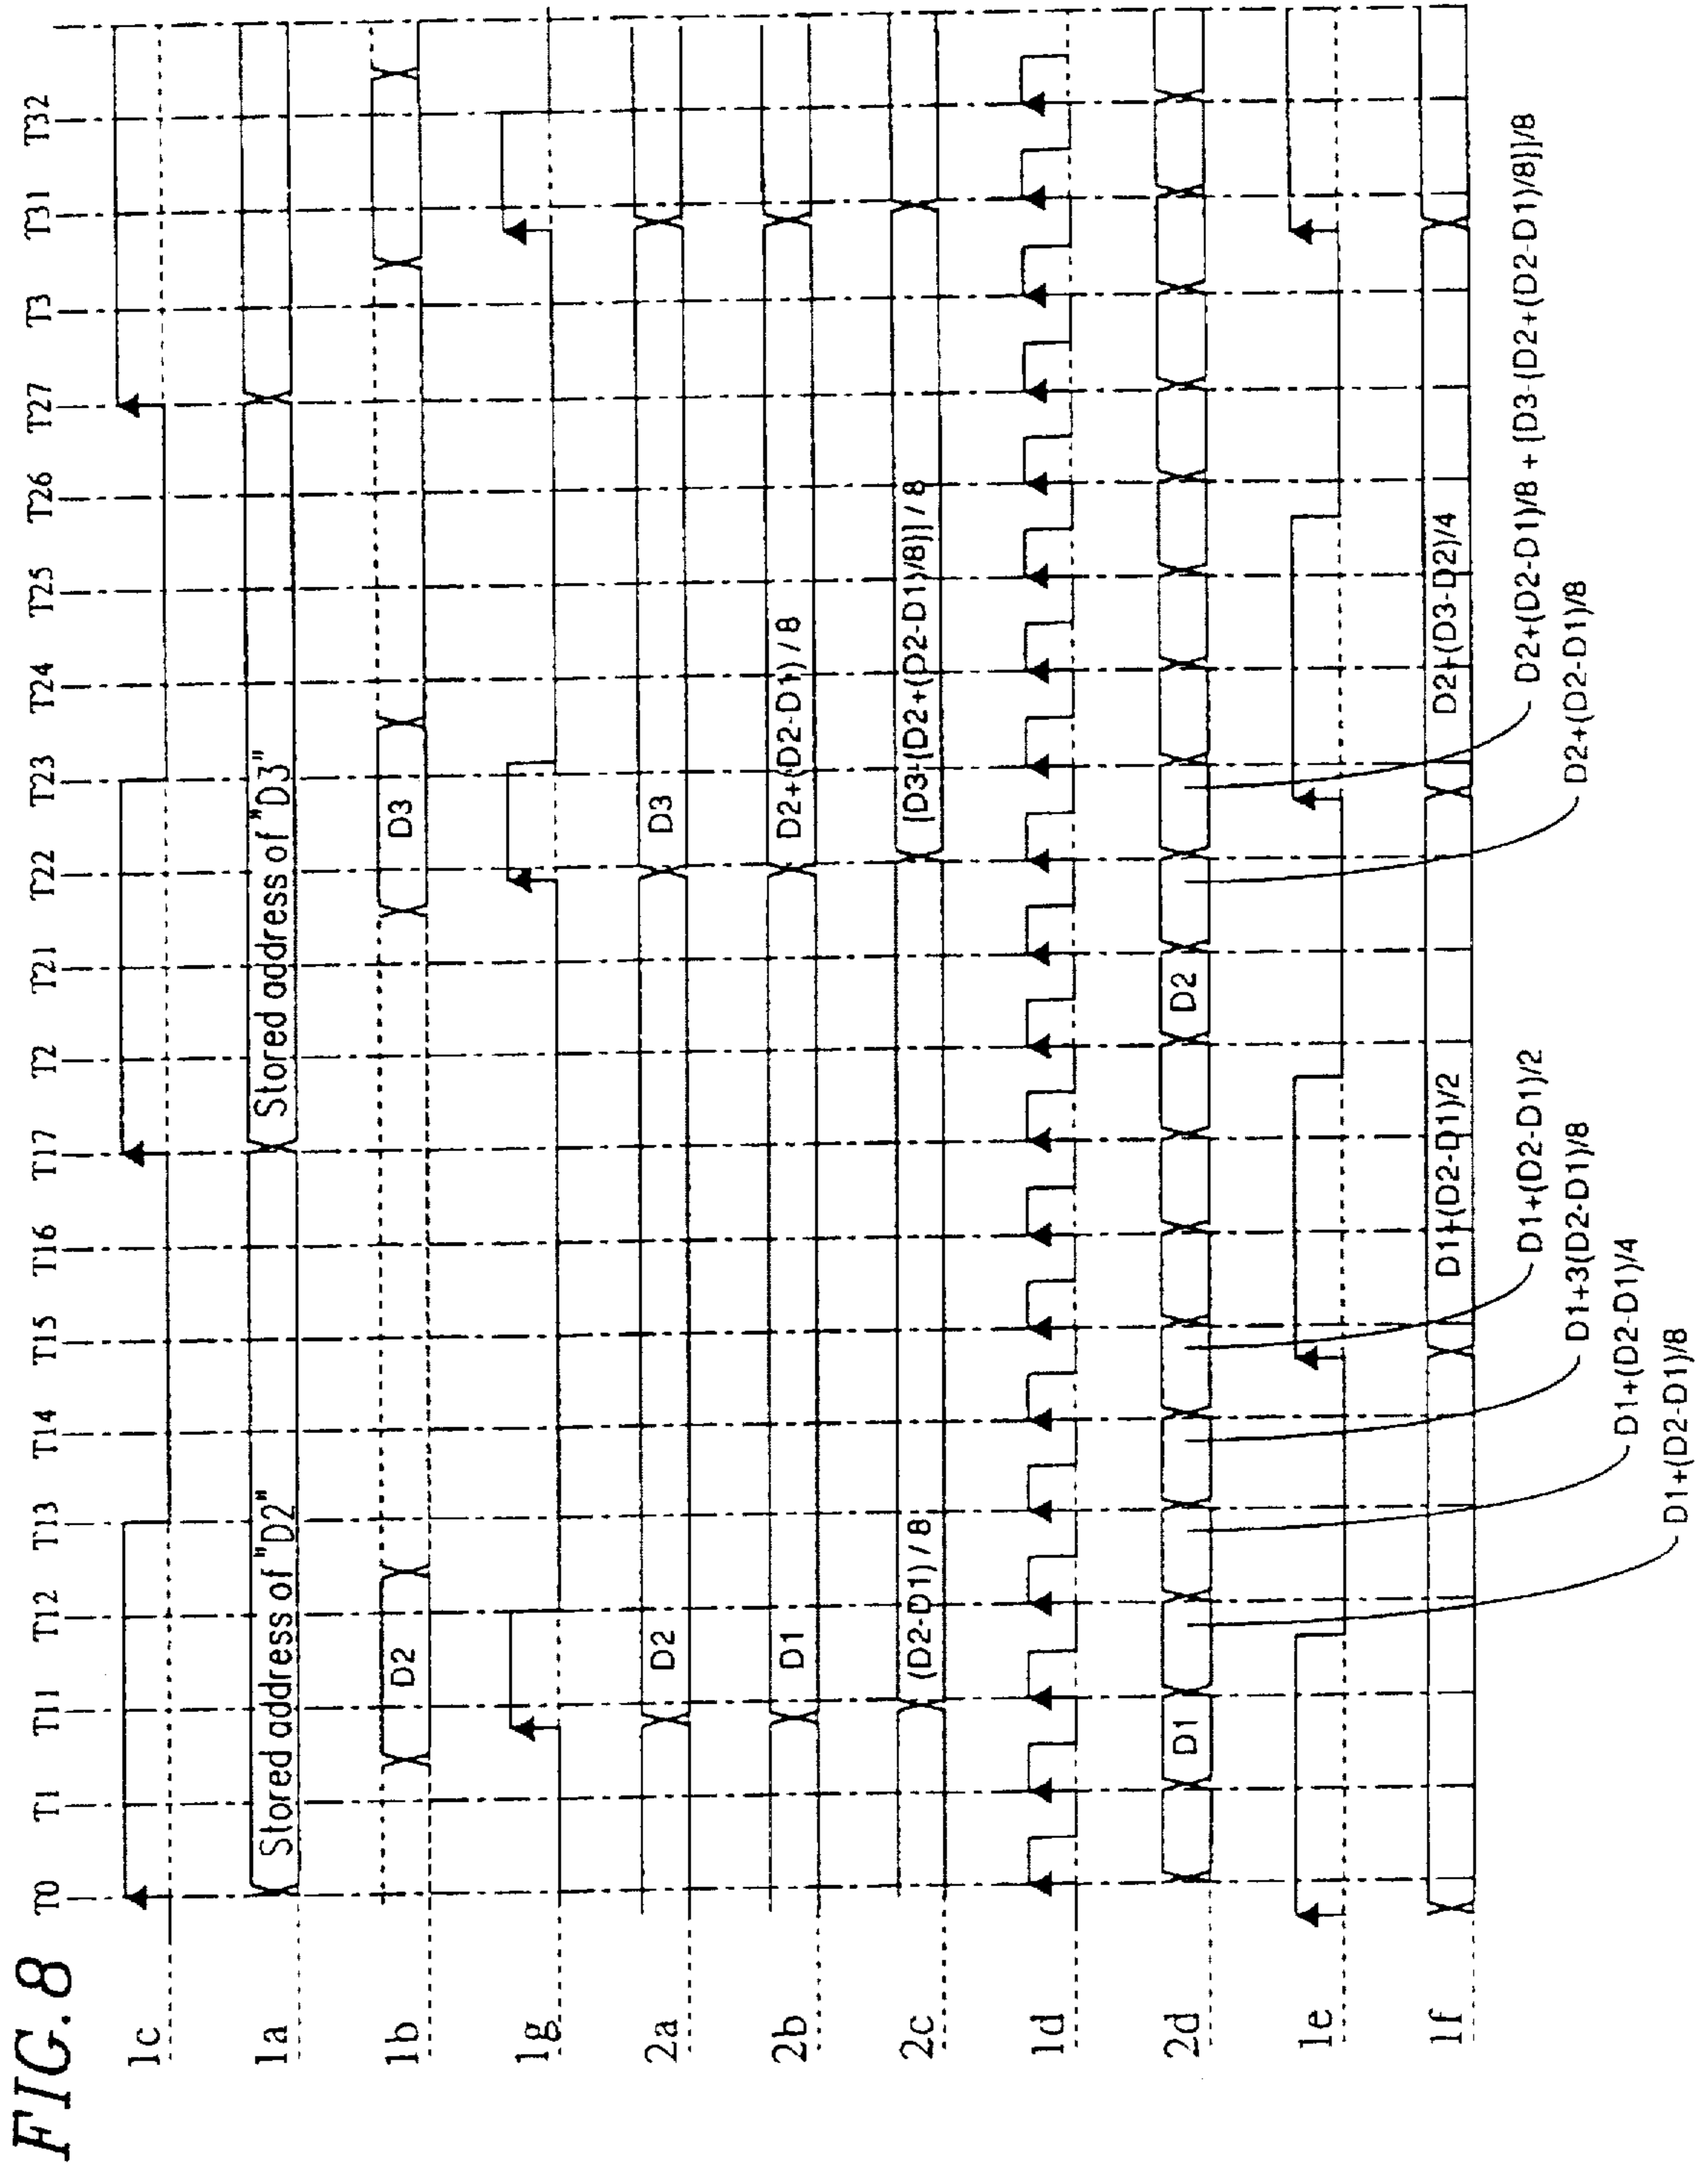 FIG.8
T0 T1 T11 T12 T13 T14 T15 T16 T17 T2 T21 T22 T23 T24 T25 T26 T27 T3 T31 T32
1c
1a Stored address of "D2" Stored address of "D3"
1b D2 D3
1g
2a D2 D3
2b D1 D2+(D2-D1)/8
2c (D2-D1)/8 [D3-{D2+(D2-D1)/8}]/8
1d
2d D1 D2
1e
1f D1+(D2-D1)/2 D2+(D3-D2)/4
D1+(D2-D1)/2 D2+(D2-D1)/8+[D3-{D2+(D2-D1)/8}]/8
D1+3(D2-D1)/8 D2+(D2-D1)/8
D1+(D2-D1)/4
D1+(D2-D1)/8